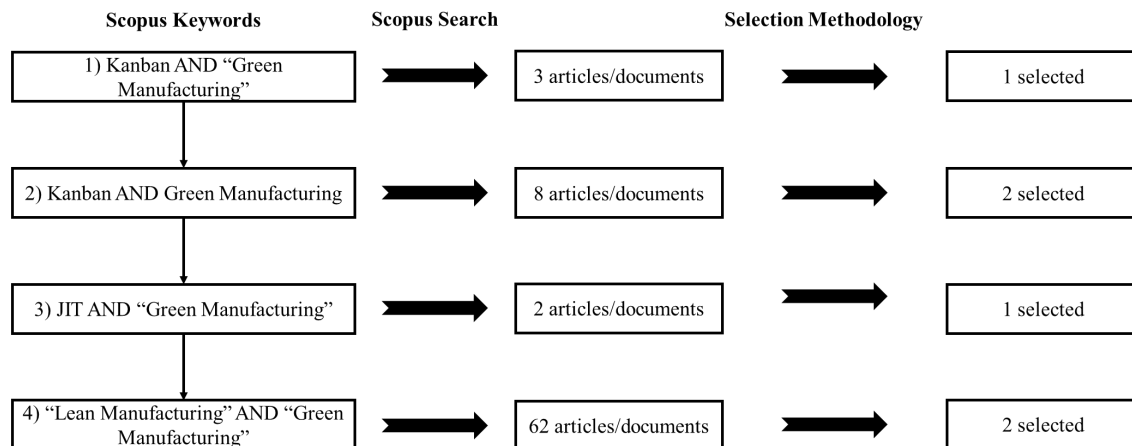 Scopus Keywords
Scopus Search
Selection Methodology
1) Kanban AND “Green
Manufacturing”
3 articles/documents
1 selected
2) Kanban AND Green Manufacturing
8 articles/documents
2 selected
3) JIT AND “Green Manufacturing”
2 articles/documents
1 selected
4) “Lean Manufacturing” AND “Green
Manufacturing”
62 articles/documents
2 selected